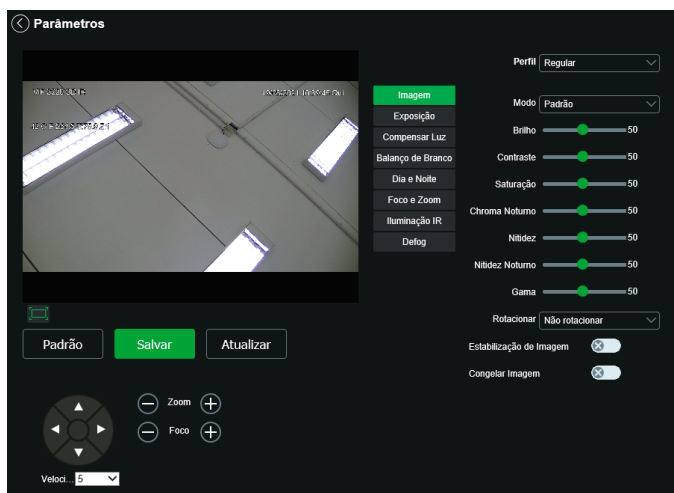 Parâmetros
Perfil Regular
Imagem
Exposição
Compensar Luz
Balanço de Branco
Dia e Noite
Foco e Zoom
Iluminação IR
Defog
Modo Padrão
Brilho 50
Contraste 50
Saturação 50
Chroma Noturno 50
Nitidez 50
Nitidez Noturno 50
Gama 50
Rotacionar Não rotacionar
Estabilização de Imagem
Congelar Imagem
Padrão Salvar Atualizar
Zoom
Foco
Veloci... 5